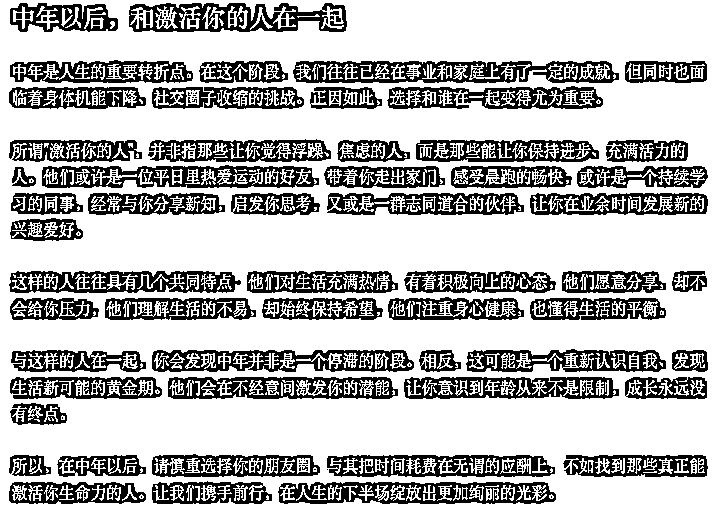 中年以后，和激活你的人在一起
中年是人生的重要转折点。在这个阶段，我们往往已经在事业和家庭上有了一定的成就，但同时也面
临着身体机能下降、社交圈子收缩的挑战。正因如此，选择和谁在一起变得尤为重要。
所谓"激活你的人"，并非指那些让你觉得浮躁、焦虑的人，而是那些能让你保持进步、充满活力的
人。他们或许是一位平日里热爱运动的好友，带着你走出家门，感受晨跑的畅快，或许是一个持续学
习的同事，经常与你分享新知，启发你思考，又或是一群志同道合的伙伴，让你在业余时间发展新的
兴趣爱好。
这样的人往往具有几个共同特点：他们对生活充满热情，有着积极向上的心态，他们愿意分享，却不
会给你压力，他们理解生活的不易，却始终保持希望，他们注重身心健康，也懂得生活的平衡。
与这样的人在一起，你会发现中年并非是一个停滞的阶段。相反，这可能是一个重新认识自我、发现
生活新可能的黄金期。他们会在不经意间激发你的潜能，让你意识到年龄从来不是限制，成长永远没
有终点。
所以，在中年以后，请慎重选择你的朋友圈。与其把时间耗费在无谓的应酬上，不如找到那些真正能
激活你生命力的人。让我们携手前行，在人生的下半场绽放出更加绚丽的光彩。